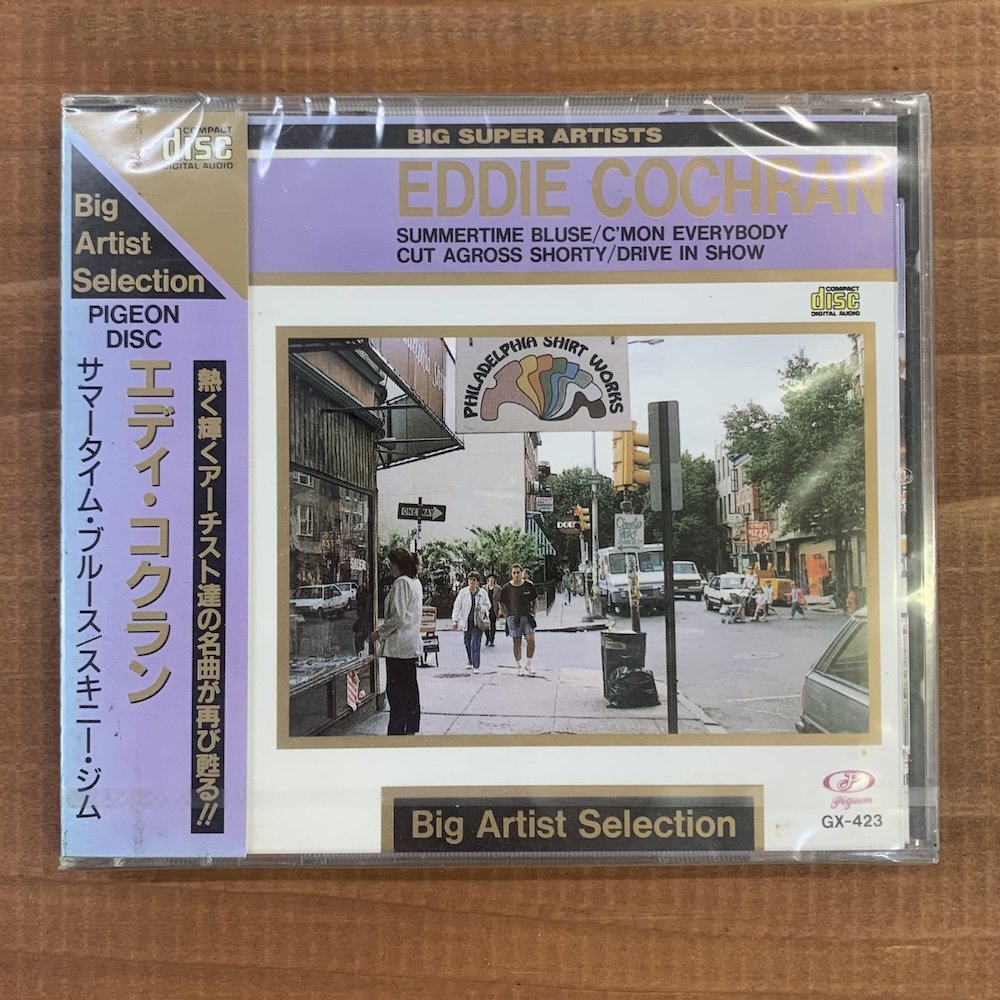 COMPACT
disc
DIGITAL AUDIO
Big
Artist
Selection
PIGEON
DISC
エディ・コクラン
サマータイム・ブルース/スキニー・ジム
熱く輝くアーチスト達の名曲が再び甦る!!
BIG SUPER ARTISTS
EDDIE COCHRAN
SUMMERTIME BLUSE/C'MON EVERYBODY
CUT AGROSS SHORTY/DRIVE IN SHOW
COMPACT
disc
DIGITAL AUDIO
PHILADELPHIA SHIRT WORKS
ONE WAY
PIZZA
P
Pigeon
GX-423
Big Artist Selection